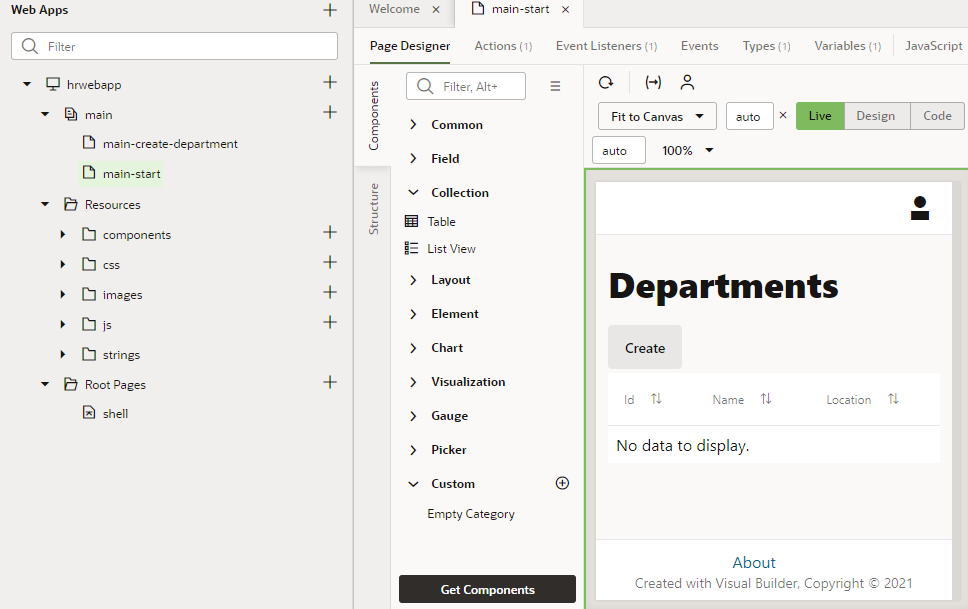 Web Apps
Filter
hrwebapp
main
main-create-department
main-start
Resources
components
css
images
js
strings
Root Pages
shell
Welcome ×
main-start ×
Page Designer
Actions (1)
Event Listeners (1)
Events
Types (1)
Variables (1)
JavaScript
Components
Structure
Filter, Alt+
Common
Field
Collection
Table
List View
Layout
Element
Chart
Visualization
Gauge
Picker
Custom
Empty Category
Get Components
Fit to Canvas
auto × 
Live
Design
Code
auto
100%
Departments
Create
Id
Name
Location
No data to display.
About
Created with Visual Builder, Copyright © 2021